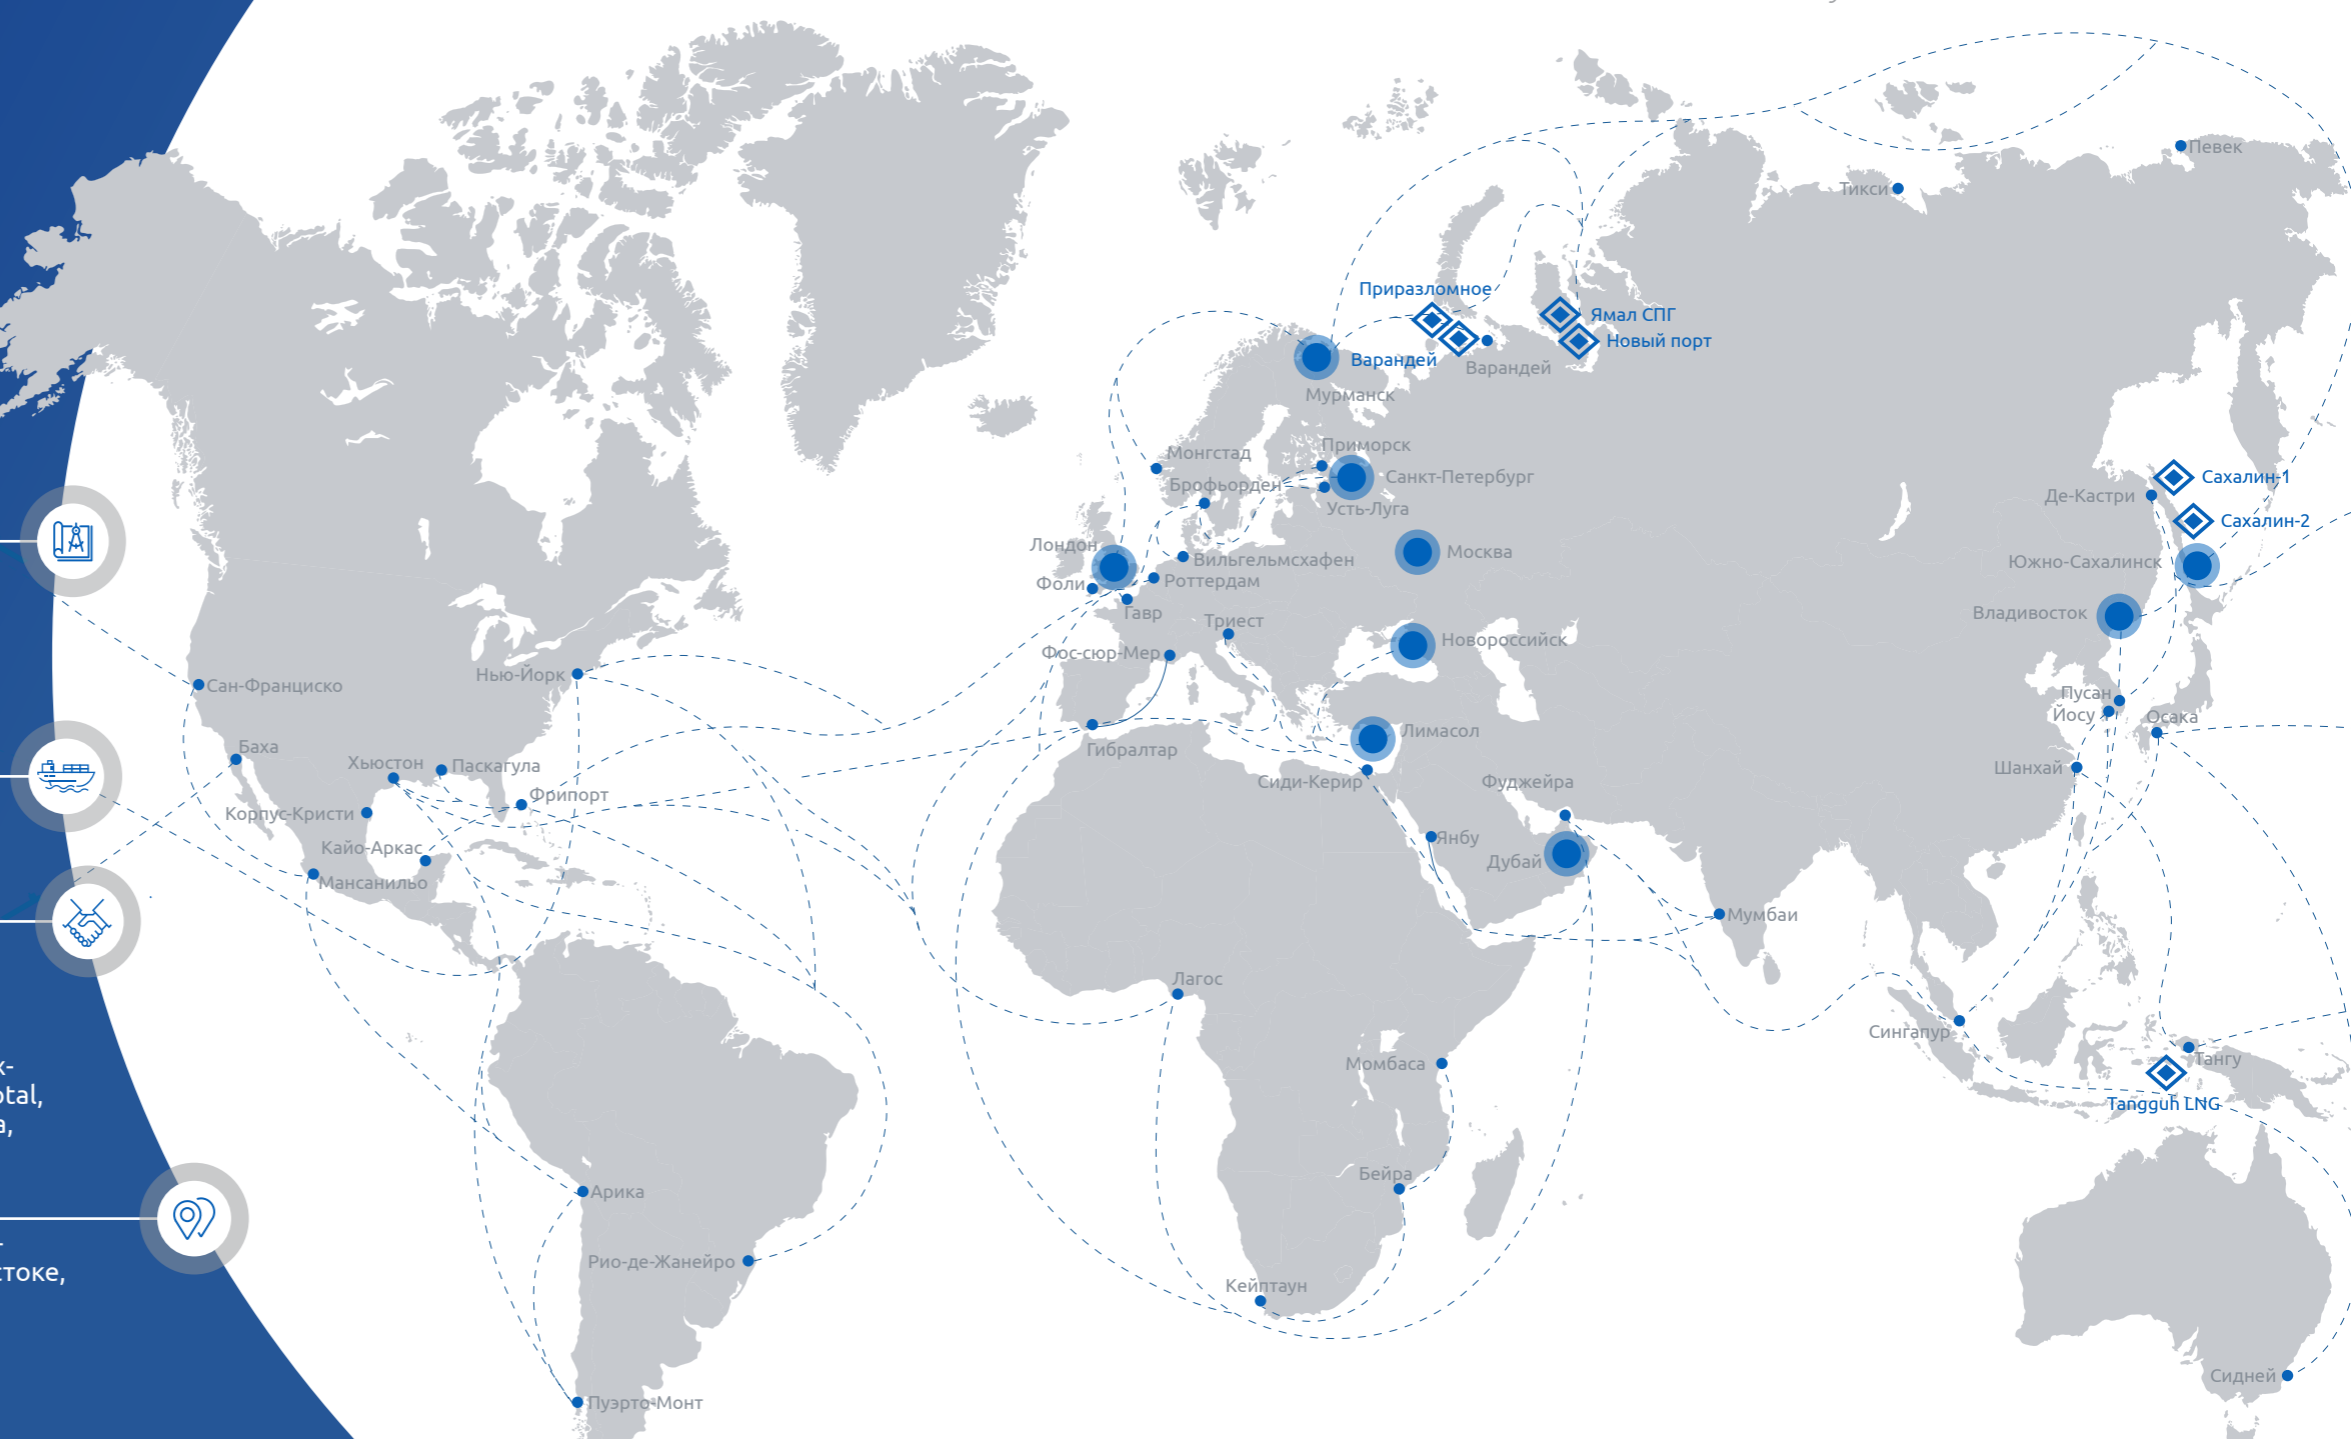 Певек
Тикси
Приразломное
Ямал СПГ
Новый порт
Варандей
Варандей
Мурманск
Приморск
Монгстад
Санкт-Петербург
Брофьорден
Усть-Луга
Сахалин-1
Де-Кастри
Сахалин-2
Лондон
Москва
Вильгельмсхафен
Южно-Сахалинск
Фоли
Роттердам
Гавр
Триест
Владивосток
Новороссийск
Фос-сюр-Мер
Нью-Йорк
Сан-Франциско
Пусан
Йосу
Осака
Лимасол
Баха
Гибралтар
Хьюстон
Паскагула
Шанхай
Сиди-Керир
Фуджейра
Фрипорт
Корпус-Кристи
Янбу
Кайо-Аркас
Дубай
Мансанильо
Мумбаи
Лагос
Сингапур
Момбаса
Тангу
otal,
Tangguh LNG
а,
Бейра
Арика
Рио-де-Жанейро
стоке,
Кейптаун
Сидней
Пуэрто-Монт